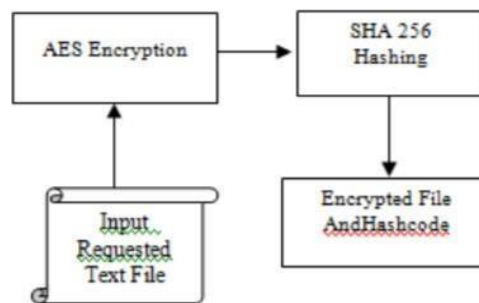 AES Encryption
SHA 256
Hashing
Input
Requested
Text File
Encrypted File
AndHashcode